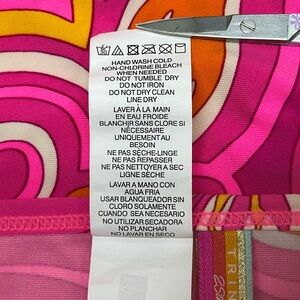 HAND WASH COLD
NON-CHLORINE BLEACH
WHEN NEEDED
DO NOT TUMBLE DRY
DO NOT IRON
DO NOT DRY CLEAN
LINE DRY
LAVER À LA MAIN
EN EAU FROIDE
BLANCHIR SANS CLORE SI
NÉCESSAIRE
UNIQUEMENT AU
BESOIN
NE PAS SÈCHE-LINGE
NE PAS REPASSER
NE PAS NETTOYER A SEC
LIGNE SÈCHE
LAVAR A MANO CON
AGUA FRIA
USAR BLANQUEADOR SIN
CLORO SOLAMENTE
CUANDO SEA NECESARIO
NO UTILIZAR SECADORA
NO PLANCHAR
NO LAVAR EN SECO
TRIN